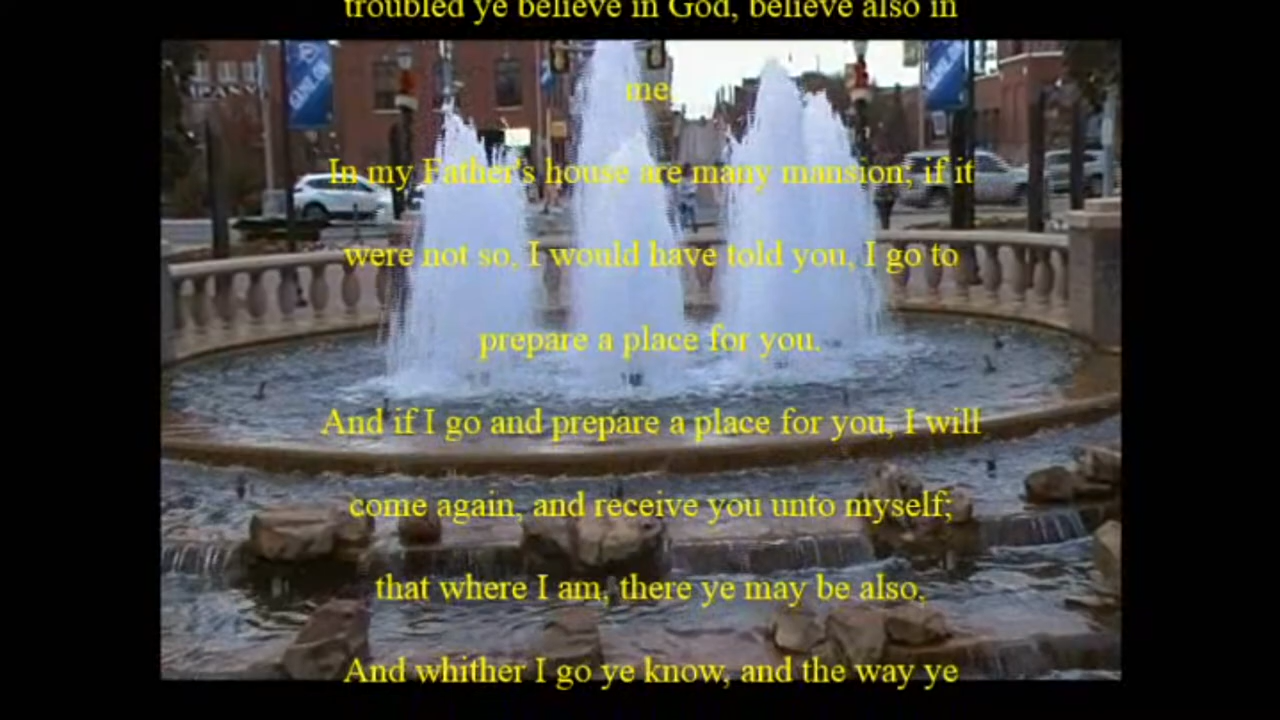 troubled ye believe in God, believe also in
me.
In my Father's house are many mansion; if it
were not so, I would have told you, I go to
prepare a place for you.
And if I go and prepare a place for you, I will
come again, and receive you unto myself;
that where I am, there ye may be also.
And whither I go ye know, and the way ye